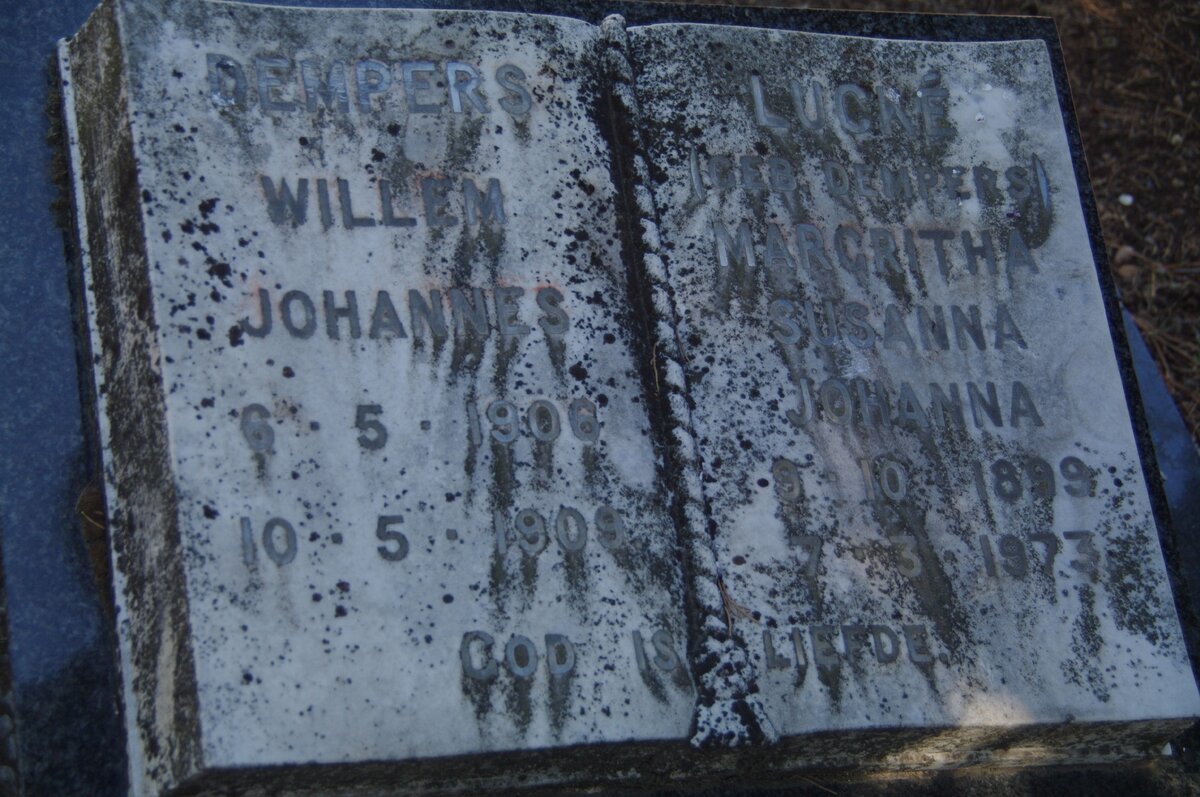 DEMPERS
WILLEM
JOHANNES
6 · 5 · 1906
10 · 5 · 1909
LUCKÉ
(GEB DEMPERS)
MARGRITHA
SUSANNA
JOHANNA
9 · 10 · 1899
7 · 3 · 1973
GOD IS LIEFDE.